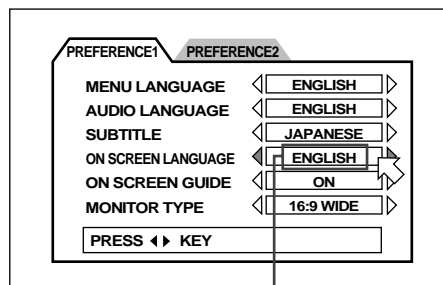 PREFERENCE1 PREFERENCE2
MENU LANGUAGE ENGLISH
AUDIO LANGUAGE ENGLISH
SUBTITLE JAPANESE
ON SCREEN LANGUAGE ENGLISH
ON SCREEN GUIDE ON
MONITOR TYPE 16:9 WIDE
PRESS KEY